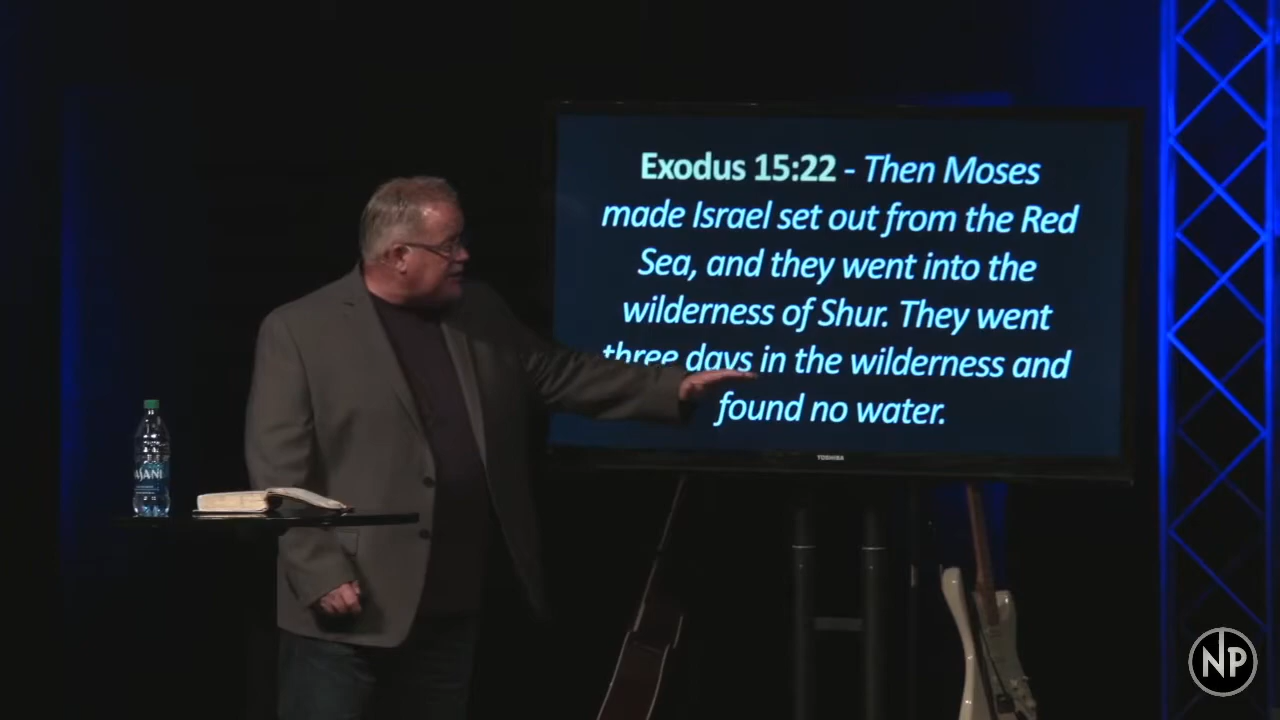 Exodus 15:22 - Then Moses
made Israel set out from the Red
Sea, and they went into the
wilderness of Shur. They went
three days in the wilderness and
found no water.
TOSHIBA
DASANI
NP